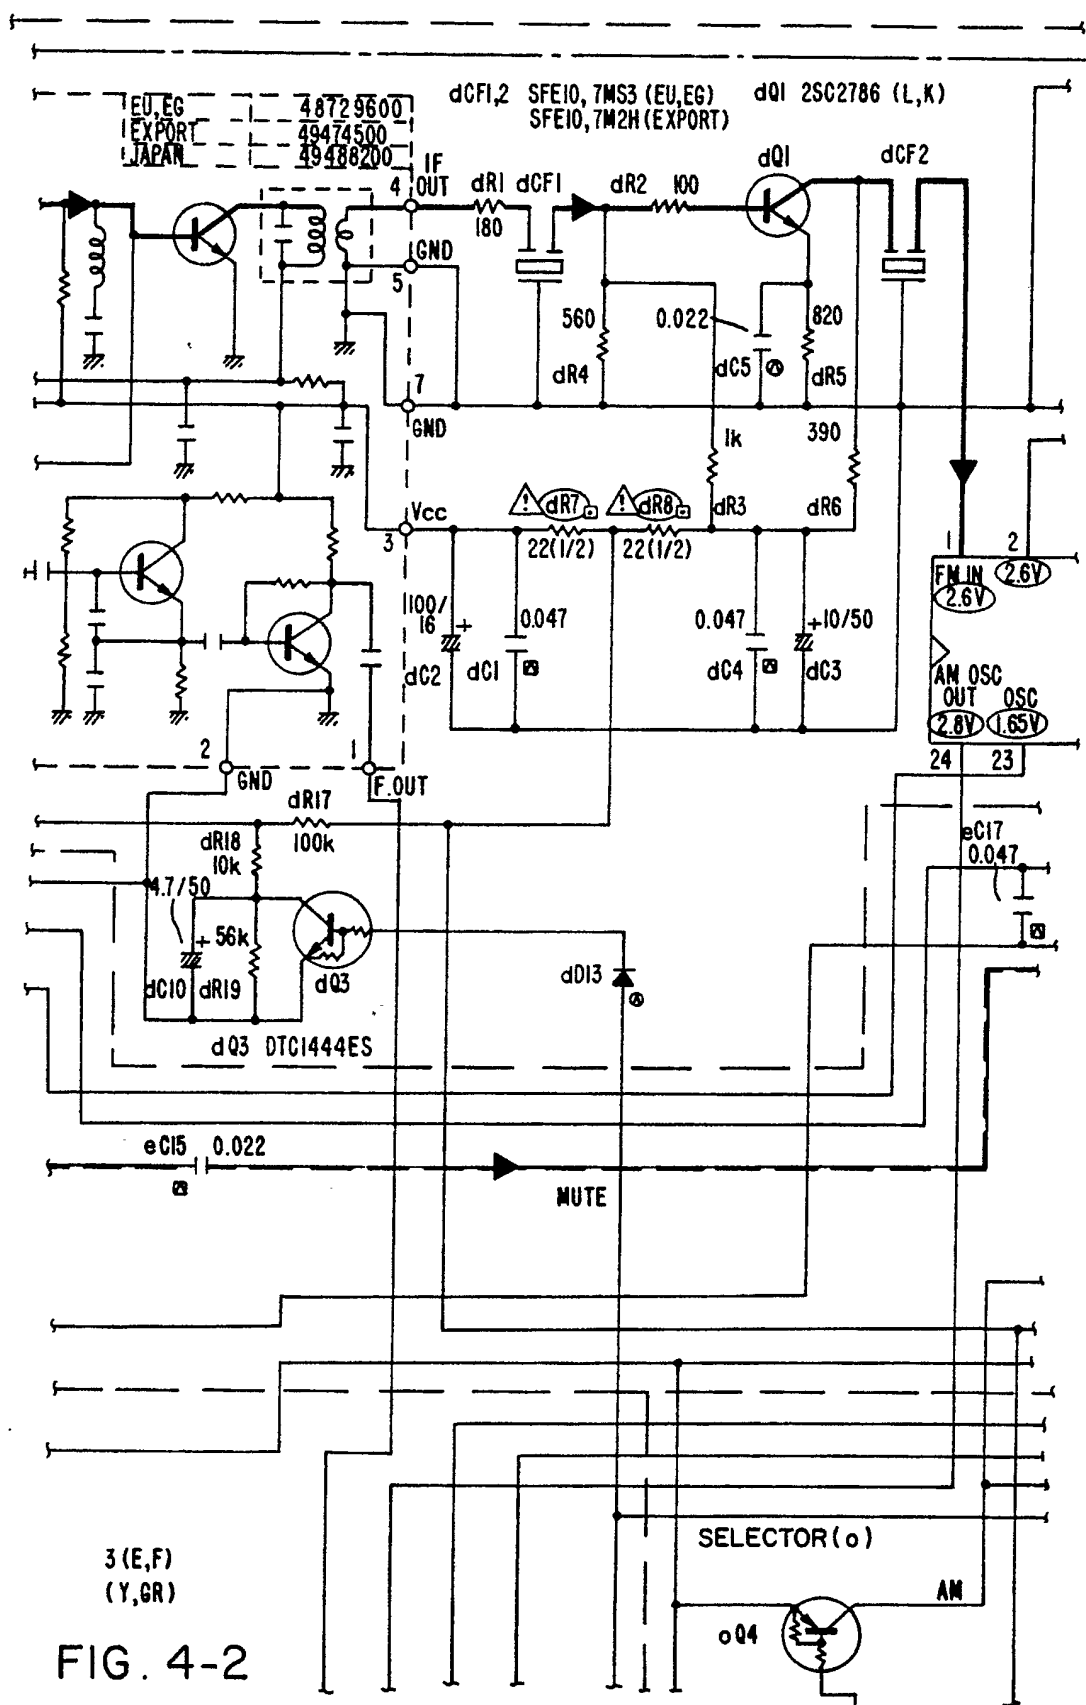 EU,EG 48729600
EXPORT 49474500
JAPAN 49488200
dCF1,2 SFE10,7MS3 (EU,EG)
SFE10,7M2H (EXPORT)
dQ1 2SC2786 (L,K)
IF
OUT
4
dR1
180
dCF1
dR2 100
dQ1
dCF2
GND
5
560
dR4
0.022
dC5
820
dR5
7
GND
1k
dR3
390
dR6
Vcc
3
dR7
22(1/2)
dR8
22(1/2)
1
2
FM IN
2.6V
2.6V
100/
16
+
dC2
0.047
dC1
0.047
dC4
+10/50
dC3
AM OSC
OUT
2.8V
OSC
1.65V
24
23
2
GND
1
F.OUT
dR17
100k
dR18
10k
eC17
0.047
4.7/50
+
dC10
56k
dR19
dQ3
dD13
dQ3 DTC1444ES
eC15 0.022
MUTE
SELECTOR(o)
3 (E,F)
(Y,GR)
AM
oQ4
FIG. 4-2